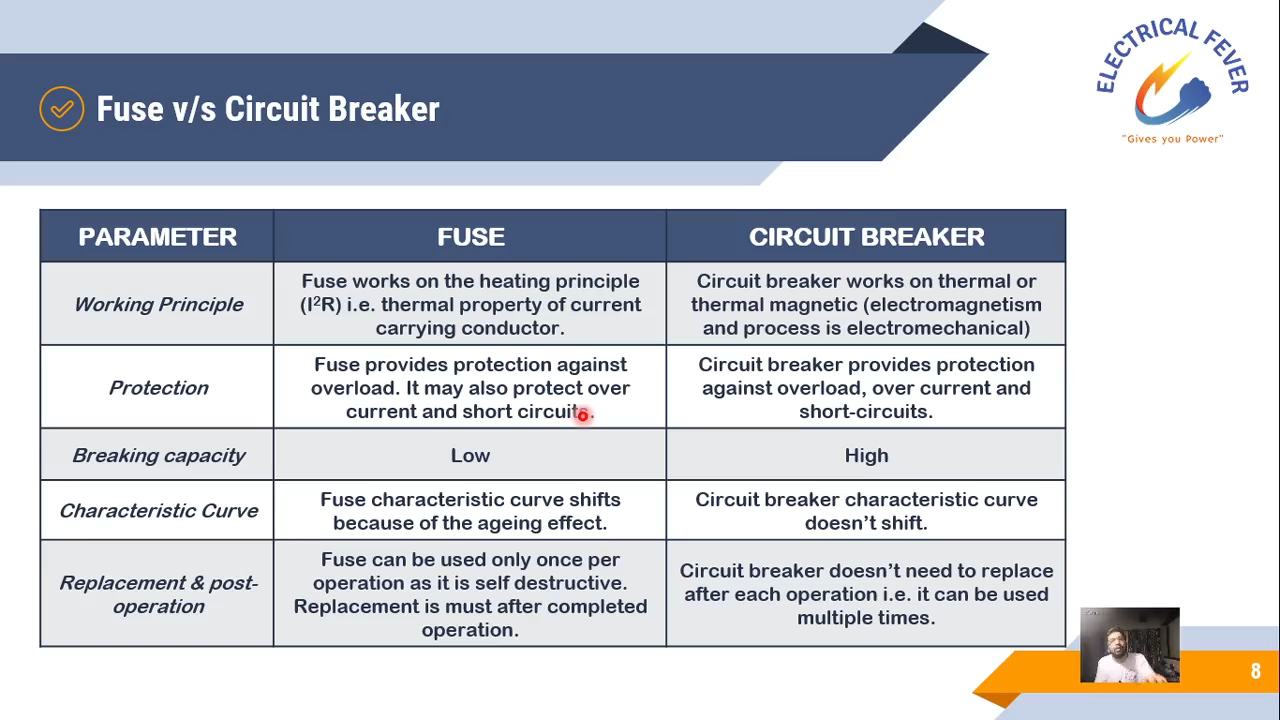 ELECTRICAL FEVER
"Gives you Power"
Fuse v/s Circuit Breaker
PARAMETER
FUSE
CIRCUIT BREAKER
Working Principle
Fuse works on the heating principle
(I²R) i.e. thermal property of current
carrying conductor.
Circuit breaker works on thermal or
thermal magnetic (electromagnetism
and process is electromechanical)
Protection
Fuse provides protection against
overload. It may also protect over
current and short circuits.
Circuit breaker provides protection
against overload, over current and
short-circuits.
Breaking capacity
Low
High
Characteristic Curve
Fuse characteristic curve shifts
because of the ageing effect.
Circuit breaker characteristic curve
doesn't shift.
Replacement & post-
operation
Fuse can be used only once per
operation as it is self destructive.
Replacement is must after completed
operation.
Circuit breaker doesn't need to replace
after each operation i.e. it can be used
multiple times.
8